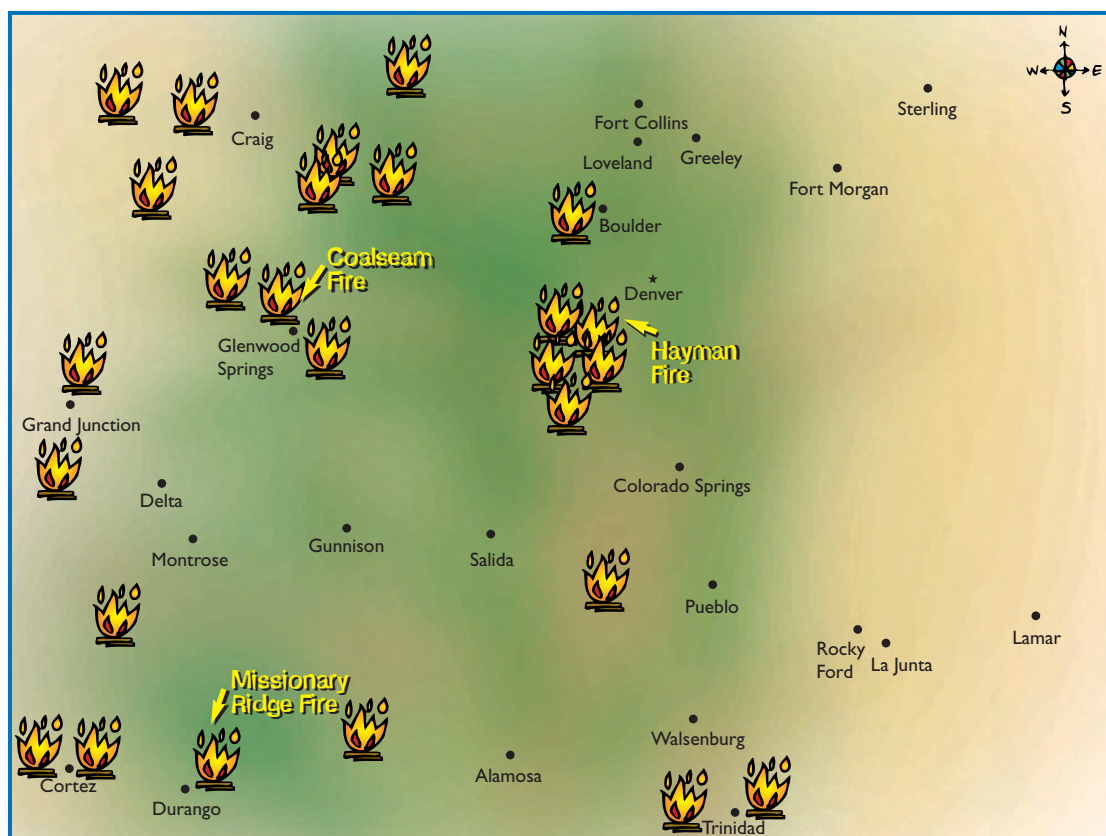 N
W
E
S
Sterling
Fort Collins
Craig
Loveland
Greeley
Fort Morgan
Boulder
Coalseam
Fire
Denver
Glenwood
Springs
Hayman
Fire
Grand Junction
Colorado Springs
Delta
Gunnison
Salida
Montrose
Pueblo
Lamar
Rocky
Ford
La Junta
Missionary
Ridge Fire
Walsenburg
Alamosa
Cortez
Durango
Trinidad